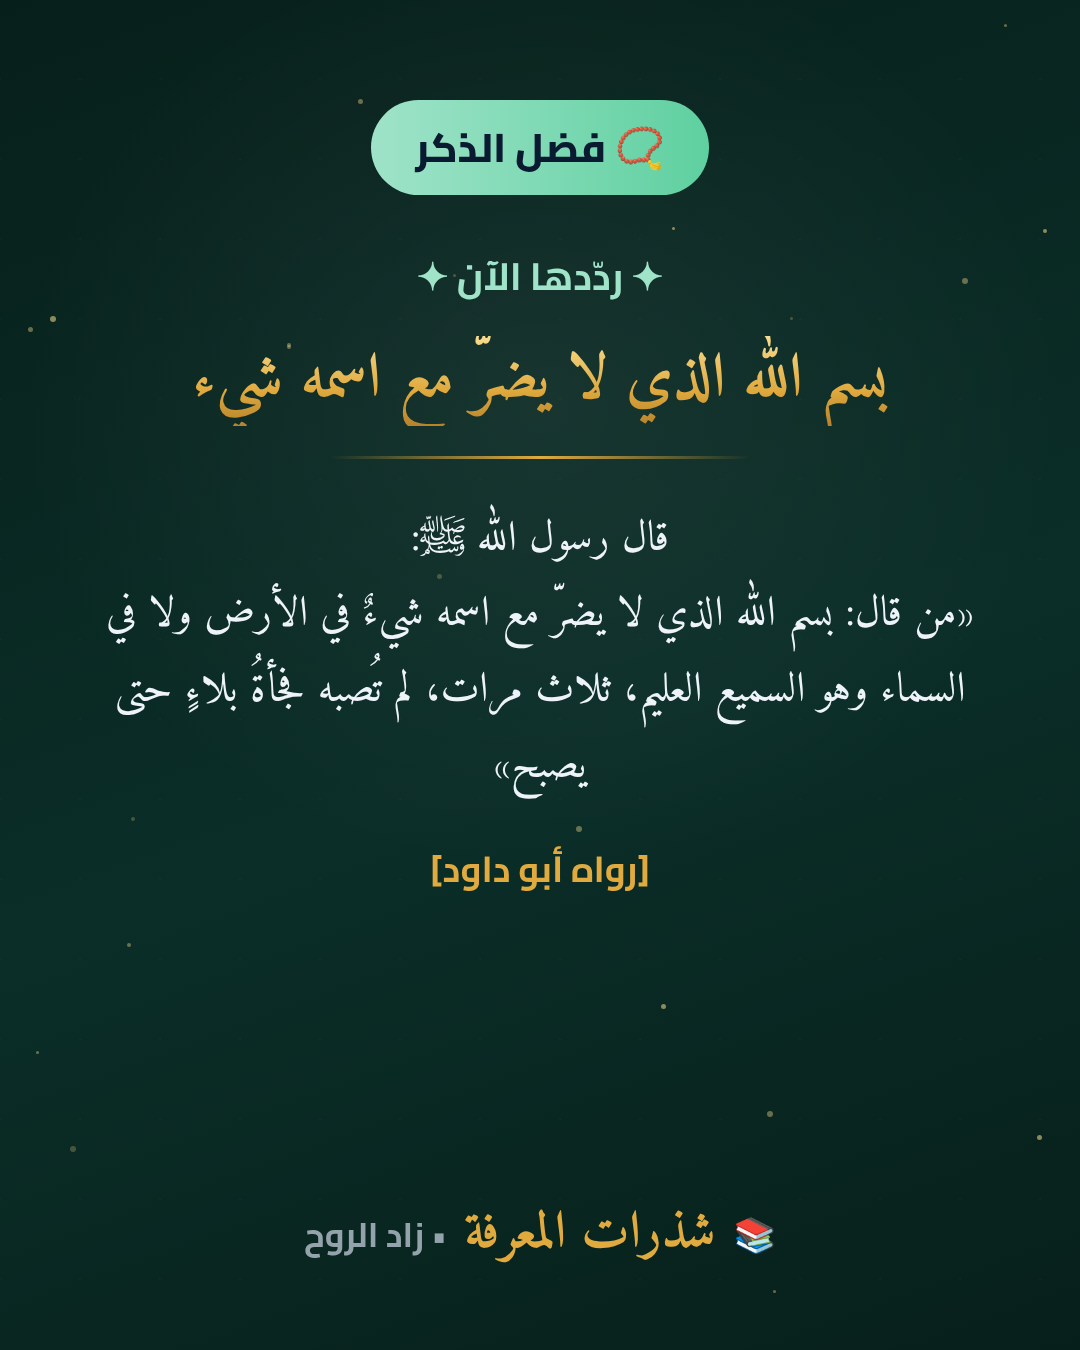 📿 فضل الذكر
✦ ردّدها الآن ✦
بسم الله الذي لا يضرّ مع اسمه شيء
قال رسول الله ﷺ:
«من قال: بسم الله الذي لا يضرّ مع اسمه شيءٌ في الأرض ولا في
السماء وهو السميع العليم، ثلاث مرات، لم تُصبه فجأةُ بلاءٍ حتى
يصبح»
[رواه أبو داود]
📚 شذرات المعرفة ▪ زاد الروح